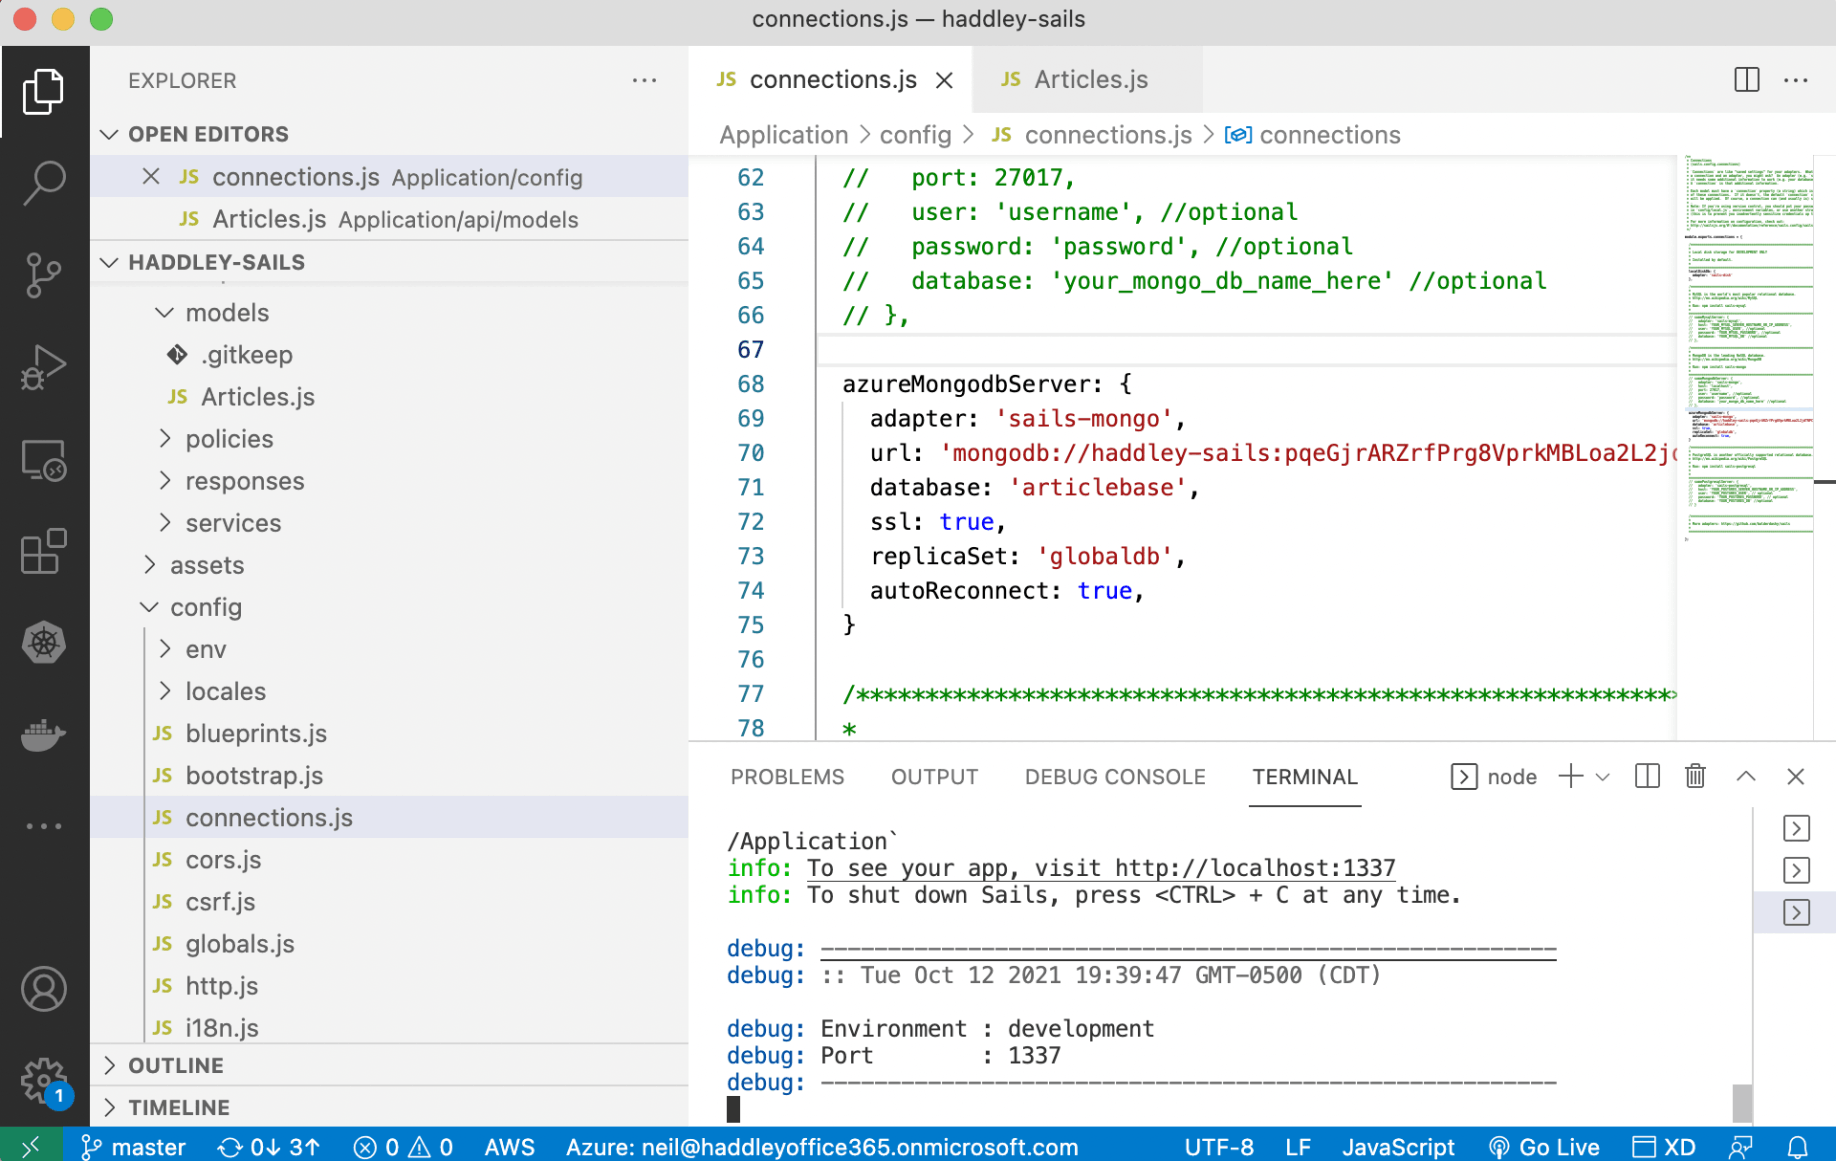 connections.js — haddley-sails
EXPLORER
OPEN EDITORS
JS connections.js Application/config
JS Articles.js Application/api/models
HADDLEY-SAILS
models
.gitkeep
JS Articles.js
policies
responses
services
assets
config
env
locales
JS blueprints.js
JS bootstrap.js
JS connections.js
JS cors.js
JS csrf.js
JS globals.js
JS http.js
JS i18n.js
OUTLINE
TIMELINE
1
JS connections.js
JS Articles.js
Application > config > JS connections.js > connections
62 //   port: 27017,
63 //   user: 'username', //optional
64 //   password: 'password', //optional
65 //   database: 'your_mongo_db_name_here' //optional
66 // },
67
68 azureMongodbServer: {
69 adapter: 'sails-mongo',
70 url: 'mongodb://haddley-sails:pqeGjrARZrfPrg8VprkMBLoa2L2j
71 database: 'articlebase',
72 ssl: true,
73 replicaSet: 'globaldb',
74 autoReconnect: true,
75 }
76
77 /************************************************************
78 *
PROBLEMS OUTPUT DEBUG CONSOLE TERMINAL node
/Application`
info: To see your app, visit http://localhost:1337
info: To shut down Sails, press <CTRL> + C at any time.
debug: -------------------------------------------------------
debug: :: Tue Oct 12 2021 19:39:47 GMT-0500 (CDT)
debug: Environment : development
debug: Port        : 1337
debug: -------------------------------------------------------
master 0↓ 3↑ 0 0 AWS Azure: neil@haddleyoffice365.onmicrosoft.com UTF-8 LF JavaScript Go Live XD